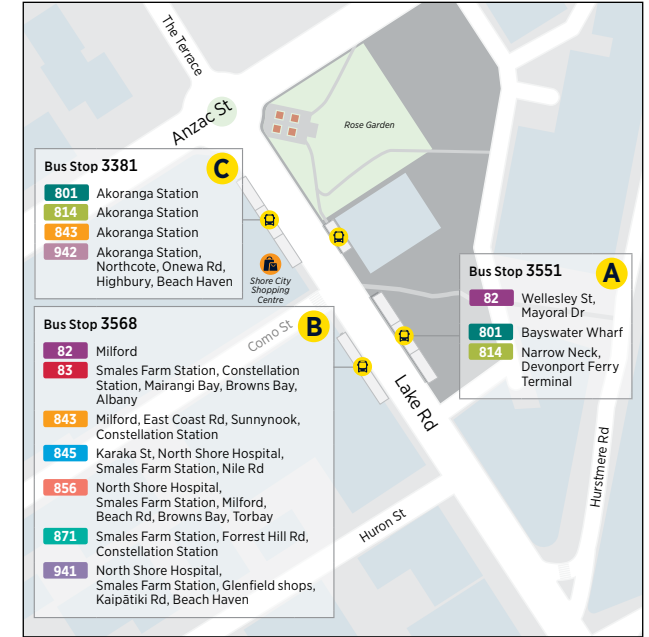 The Terrace
Anzac St
Rose Garden
Bus Stop 3381
C
801 Akoranga Station
814 Akoranga Station
843 Akoranga Station
942 Akoranga Station,
Northcote, Onewa Rd,
Highbury, Beach Haven
Shore City
Shopping
Centre
Bus Stop 3551
A
82 Wellesley St,
Mayoral Dr
801 Bayswater Wharf
814 Narrow Neck,
Devonport Ferry
Terminal
Bus Stop 3568
B
82 Milford
83 Smales Farm Station, Constellation
Station, Mairangi Bay, Browns Bay,
Albany
843 Milford, East Coast Rd, Sunnynook,
Constellation Station
845 Karaka St, North Shore Hospital,
Smales Farm Station, Nile Rd
856 North Shore Hospital,
Smales Farm Station, Milford,
Beach Rd, Browns Bay, Torbay
871 Smales Farm Station, Forrest Hill Rd,
Constellation Station
941 North Shore Hospital,
Smales Farm Station, Glenfield shops,
Kaipātiki Rd, Beach Haven
Como St
Lake Rd
Huron St
Hurstmere Rd